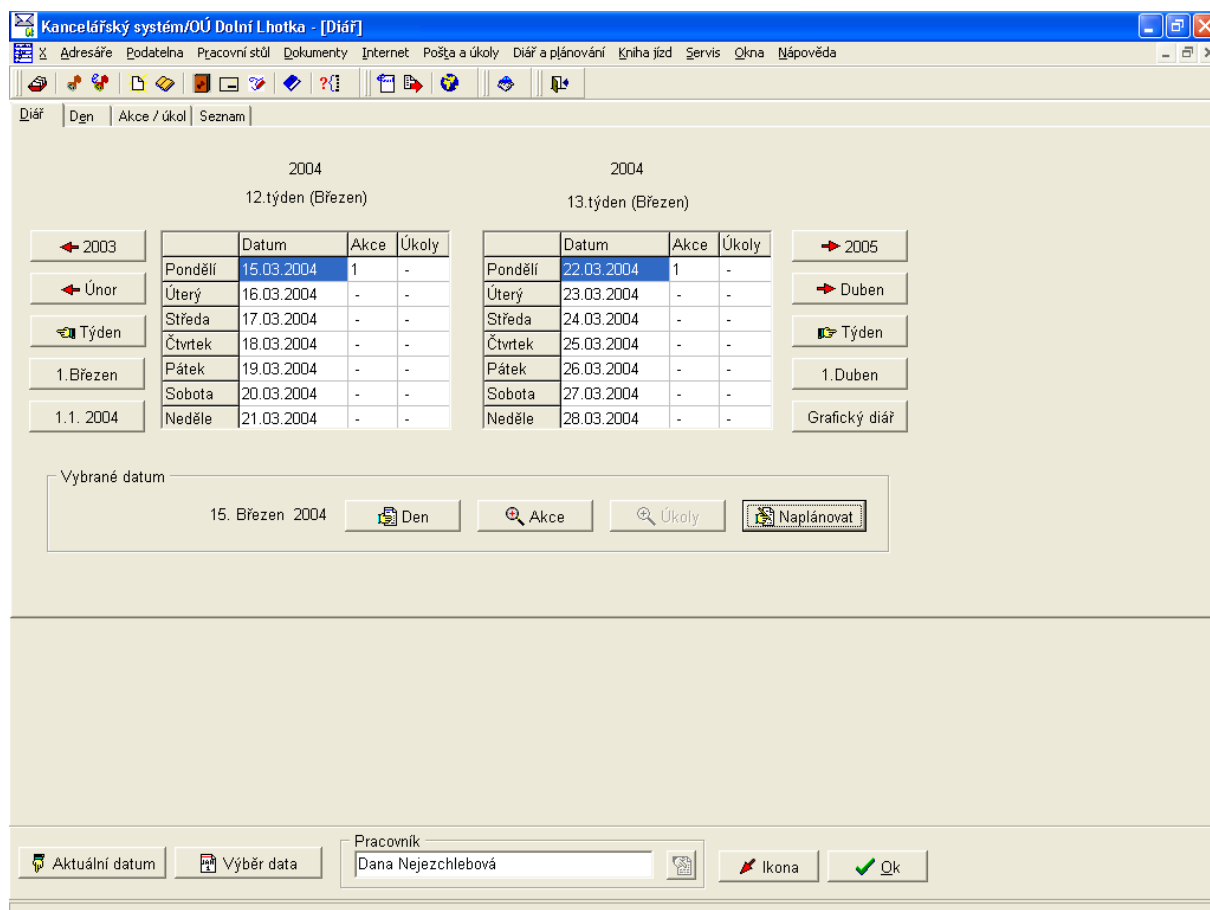 Kancelářský systém/OÚ Dolní Lhotka - [Diář]
X Adresáře Podatelna Pracovní stůl Dokumenty Internet Pošta a úkoly Diář a plánování Kniha jízd Servis Okna Nápověda
Diář Den Akce / úkol Seznam
2004 2004
12.týden (Březen) 13.týden (Březen)
2003 Datum Akce Úkoly Datum Akce Úkoly 2005
Pondělí 15.03.2004 1 - Pondělí 22.03.2004 1 -
Únor Úterý 16.03.2004 - - Úterý 23.03.2004 - - Duben
Týden Středa 17.03.2004 - - Středa 24.03.2004 - - Týden
Čtvrtek 18.03.2004 - - Čtvrtek 25.03.2004 - -
1.Březen Pátek 19.03.2004 - - Pátek 26.03.2004 - - 1.Duben
Sobota 20.03.2004 - - Sobota 27.03.2004 - -
1.1. 2004 Neděle 21.03.2004 - - Neděle 28.03.2004 - - Grafický diář
Vybrané datum
15. Březen 2004 Den Akce Úkoly Naplánovat
Pracovník
Aktuální datum Výběr data Dana Nejezchlebová Ikona Ok